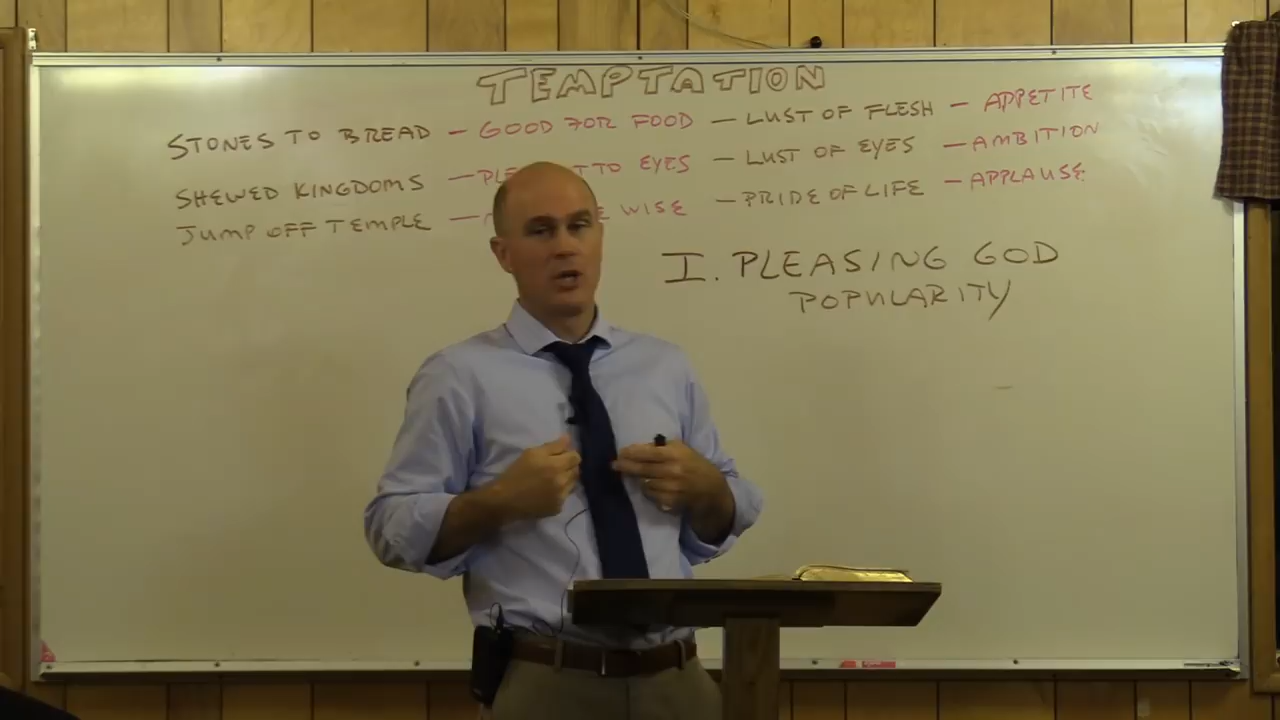 TEMPTATION
STONES TO BREAD - GOOD FOR FOOD - LUST OF FLESH - APPETITE
SHEWED KINGDOMS - TO EYES - LUST OF EYES - AMBITION
JUMP OFF TEMPLE - WISE - PRIDE OF LIFE - APPLAUSE
I. PLEASING GOD
POPULARITY